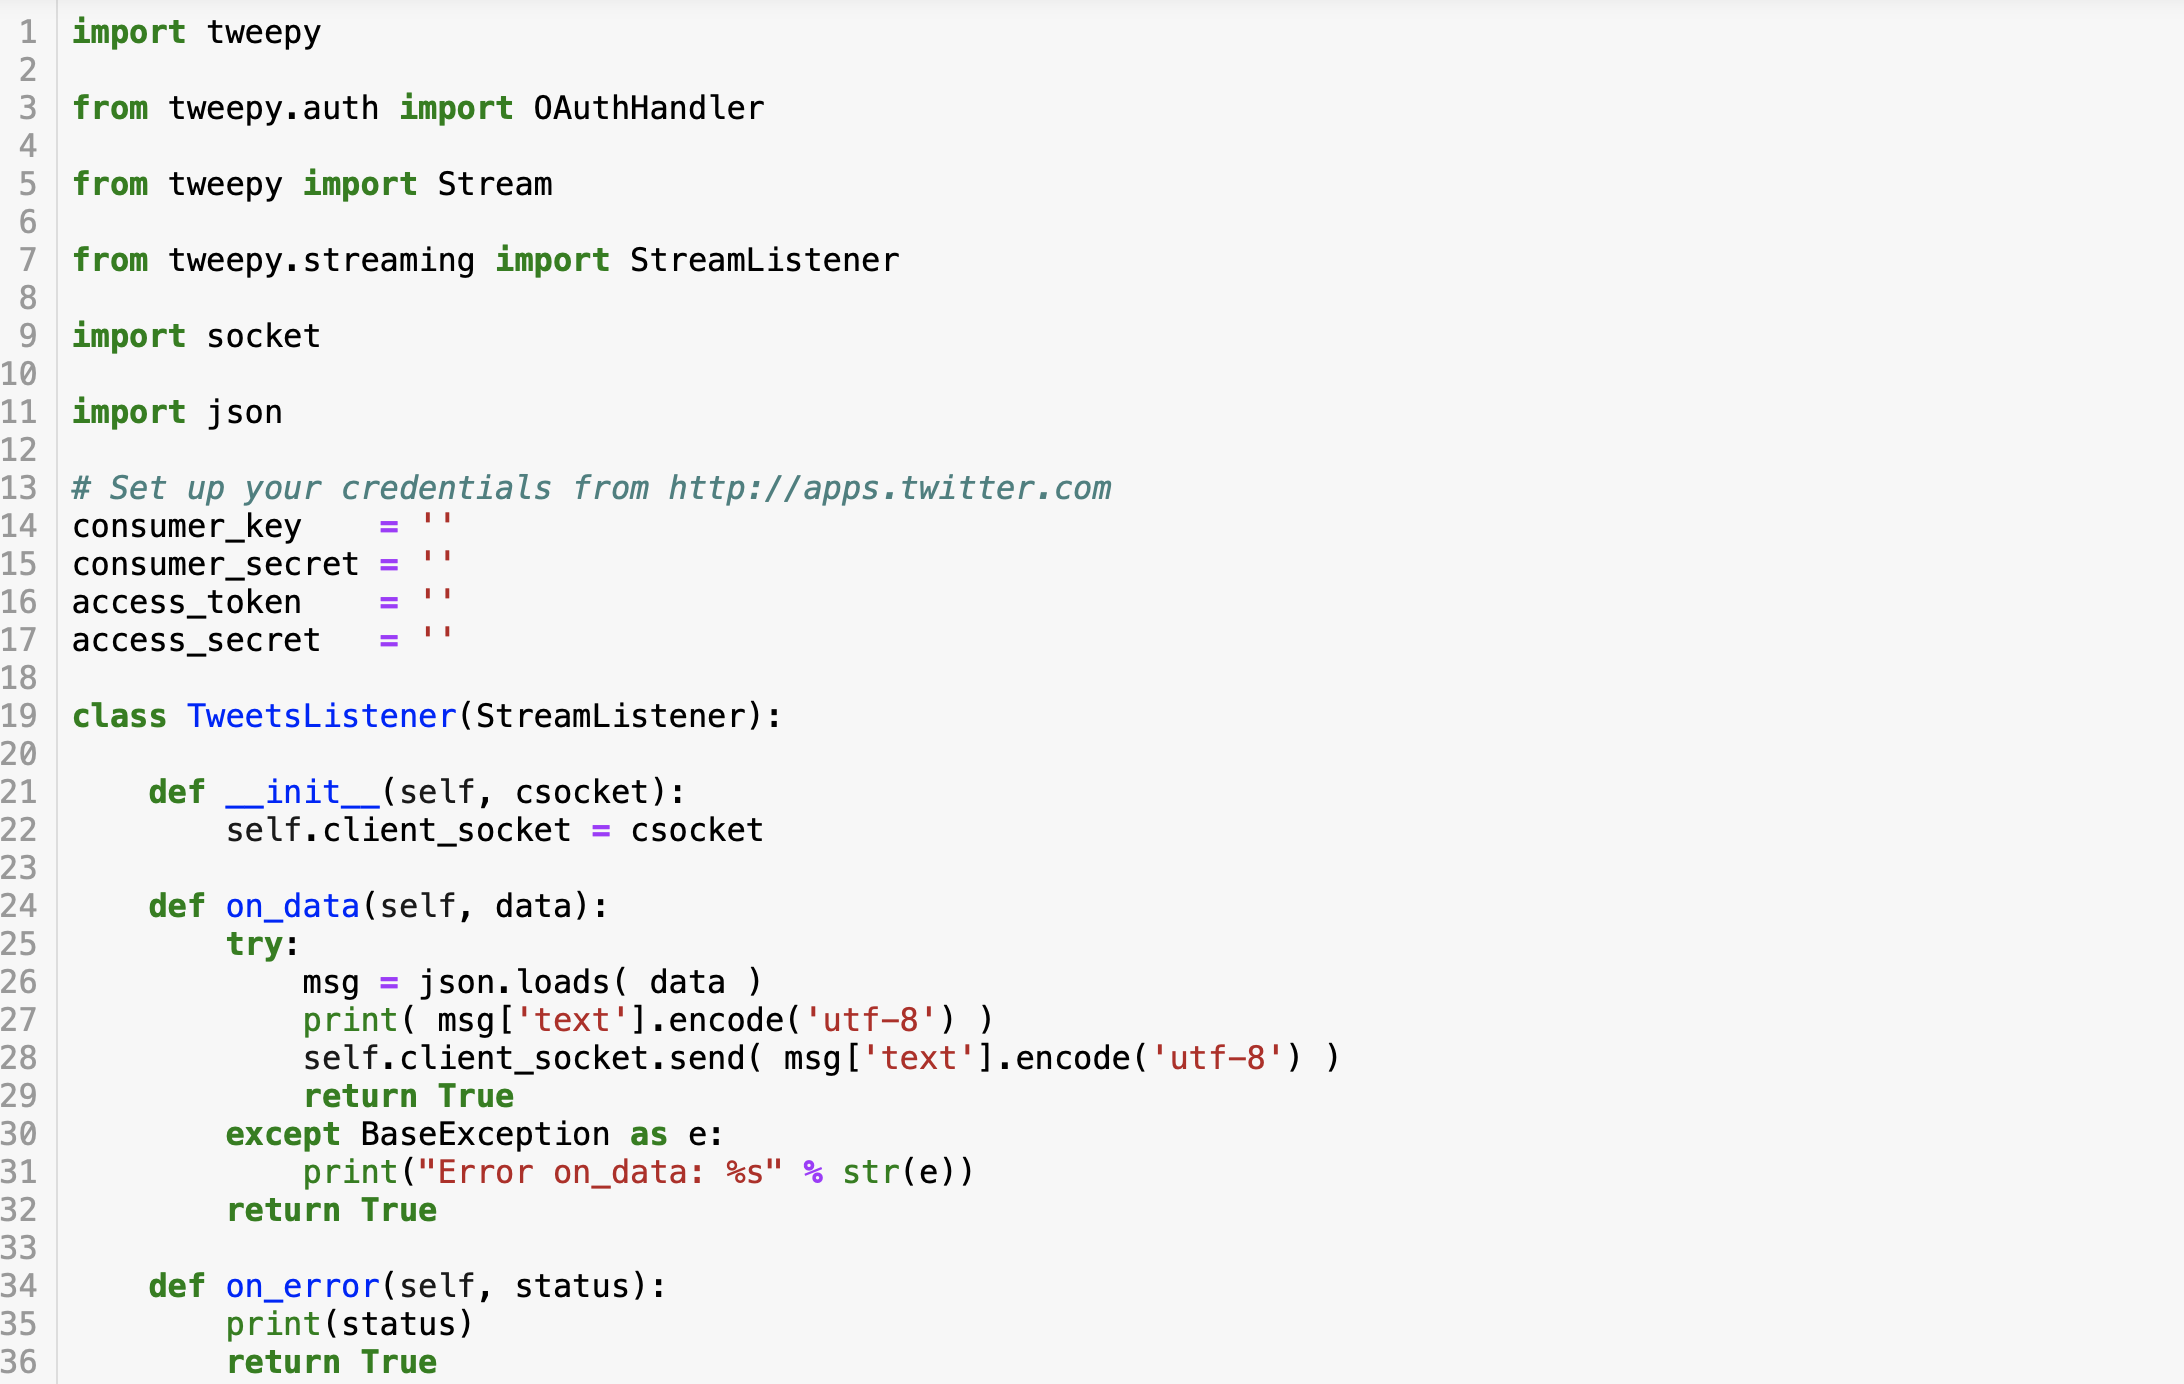 1 import tweepy
2
3 from tweepy.auth import OAuthHandler
4
5 from tweepy import Stream
6
7 from tweepy.streaming import StreamListener
8
9 import socket
10
11 import json
12
13 # Set up your credentials from http://apps.twitter.com
14 consumer_key    = ''
15 consumer_secret = ''
16 access_token    = ''
17 access_secret   = ''
18
19 class TweetsListener(StreamListener):
20
21     def __init__(self, csocket):
22         self.client_socket = csocket
23
24     def on_data(self, data):
25         try:
26             msg = json.loads( data )
27             print( msg['text'].encode('utf-8') )
28             self.client_socket.send( msg['text'].encode('utf-8') )
29             return True
30         except BaseException as e:
31             print("Error on_data: %s" % str(e))
32         return True
33
34     def on_error(self, status):
35         print(status)
36         return True